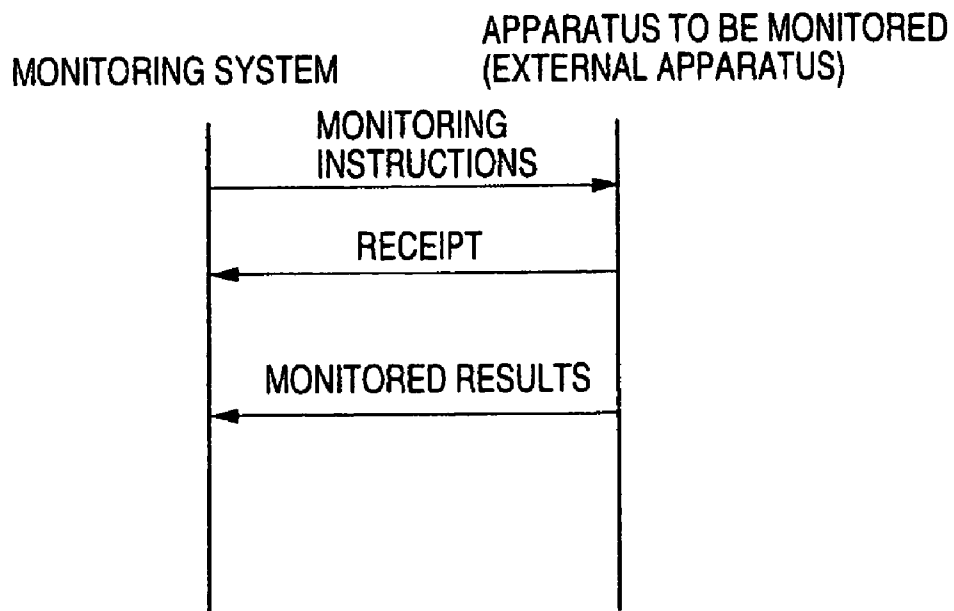 APPARATUS TO BE MONITORED
(EXTERNAL APPARATUS)
MONITORING SYSTEM
MONITORING
INSTRUCTIONS
RECEIPT
MONITORED RESULTS